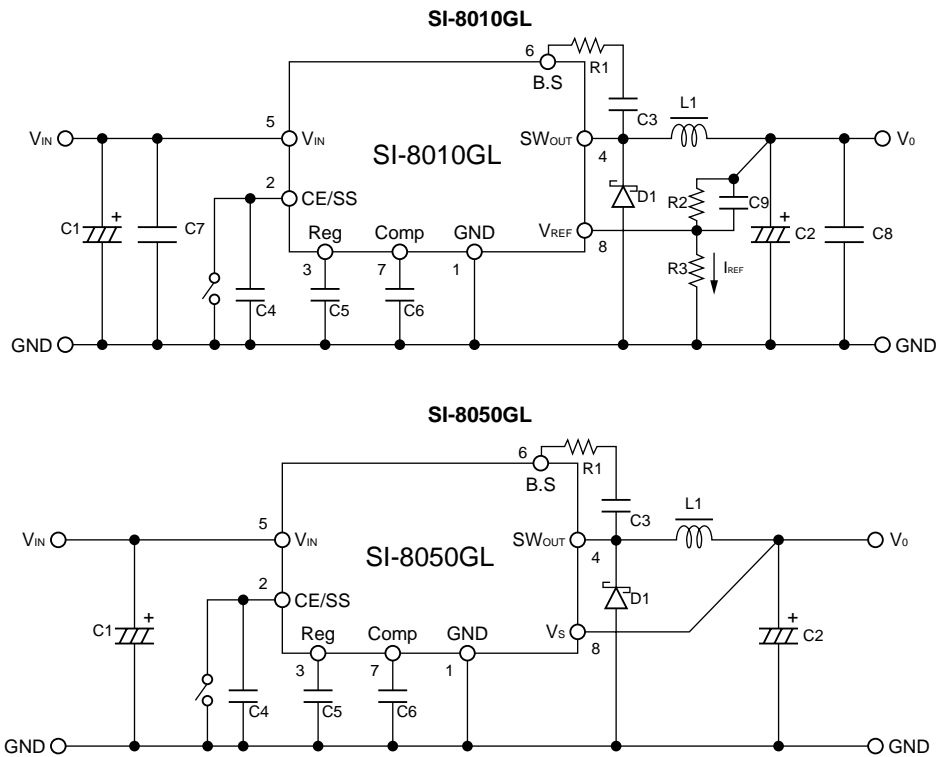 SI-8010GL
6
R1
B.S
C3
L1
VIN
5
VIN
SI-8010GL
SWOUT
4
V0
2
CE/SS
D1
R2
C9
C1
+
C7
Reg
Comp
GND
VREF
8
+
C2
C8
3
7
1
R3
IREF
C4
C5
C6
GND
GND
SI-8050GL
6
R1
B.S
C3
L1
VIN
5
VIN
SI-8050GL
SWOUT
4
V0
2
CE/SS
D1
C1
+
Reg
Comp
GND
VS
8
+
C2
3
7
1
C4
C5
C6
GND
GND